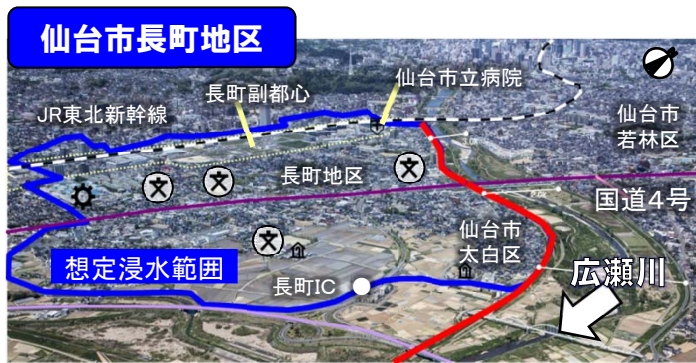 仙台市長町地区
仙台市立病院
長町副都心
JR東北新幹線
仙台市
若林区
長町地区
国道4号
仙台市
太白区
想定浸水範囲
広瀬川
長町IC